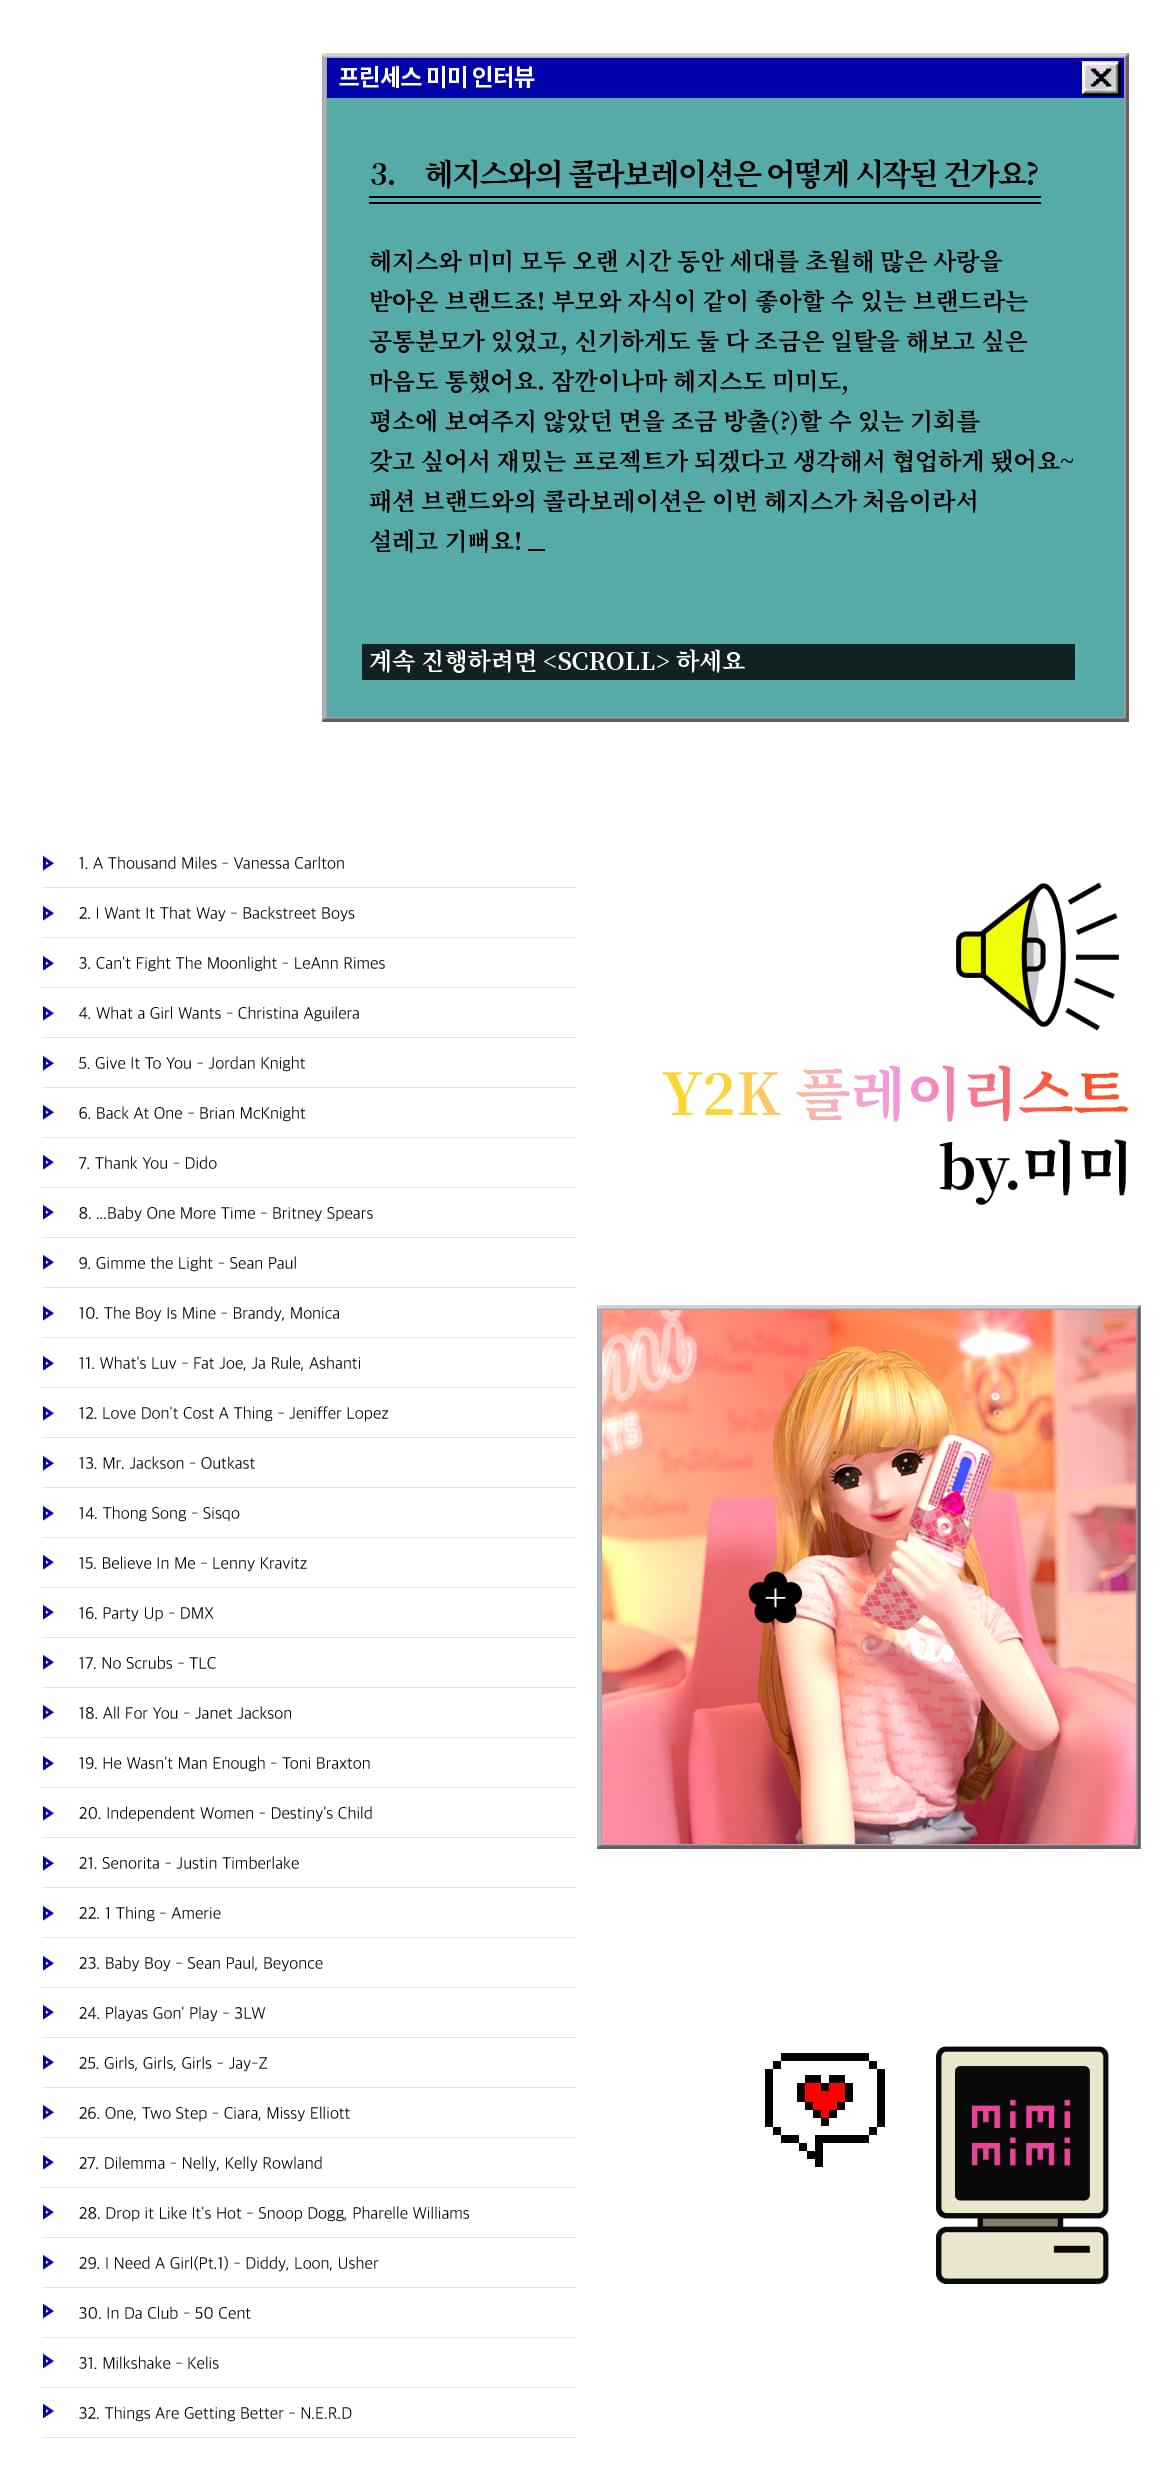 프린세스 미미 인터뷰
3. 헤지스와의 콜라보레이션은 어떻게 시작된 건가요?
헤지스와 미미 모두 오랜 시간 동안 세대를 초월해 많은 사랑을
받아온 브랜드죠! 부모와 자식이 같이 좋아할 수 있는 브랜드라는
공통분모가 있었고, 신기하게도 둘 다 조금은 일탈을 해보고 싶은
마음도 통했어요. 잠깐이나마 헤지스도 미미도,
평소에 보여주지 않았던 면을 조금 방출(?)할 수 있는 기회를
갖고 싶어서 재밌는 프로젝트가 되겠다고 생각해서 협업하게 됐어요~
패션 브랜드와의 콜라보레이션은 이번 헤지스가 처음이라서
설레고 기뻐요! _
계속 진행하려면 <SCROLL> 하세요
1. A Thousand Miles - Vanessa Carlton
2. I Want It That Way - Backstreet Boys
3. Can't Fight The Moonlight - LeAnn Rimes
4. What a Girl Wants - Christina Aguilera
5. Give It To You - Jordan Knight
6. Back At One - Brian McKnight
7. Thank You - Dido
8. ...Baby One More Time - Britney Spears
9. Gimme the Light - Sean Paul
10. The Boy Is Mine - Brandy, Monica
11. What's Luv - Fat Joe, Ja Rule, Ashanti
12. Love Don't Cost A Thing - Jeniffer Lopez
13. Mr. Jackson - Outkast
14. Thong Song - Sisqo
15. Believe In Me - Lenny Kravitz
16. Party Up - DMX
17. No Scrubs - TLC
18. All For You - Janet Jackson
19. He Wasn't Man Enough - Toni Braxton
20. Independent Women - Destiny's Child
21. Senorita - Justin Timberlake
22. 1 Thing - Amerie
23. Baby Boy - Sean Paul, Beyonce
24. Playas Gon' Play - 3LW
25. Girls, Girls, Girls - Jay-Z
26. One, Two Step - Ciara, Missy Elliott
27. Dilemma - Nelly, Kelly Rowland
28. Drop it Like It's Hot - Snoop Dogg, Pharelle Williams
29. I Need A Girl(Pt.1) - Diddy, Loon, Usher
30. In Da Club - 50 Cent
31. Milkshake - Kelis
32. Things Are Getting Better - N.E.R.D
Y2K 플레이리스트
by.미미
mimi
mimi